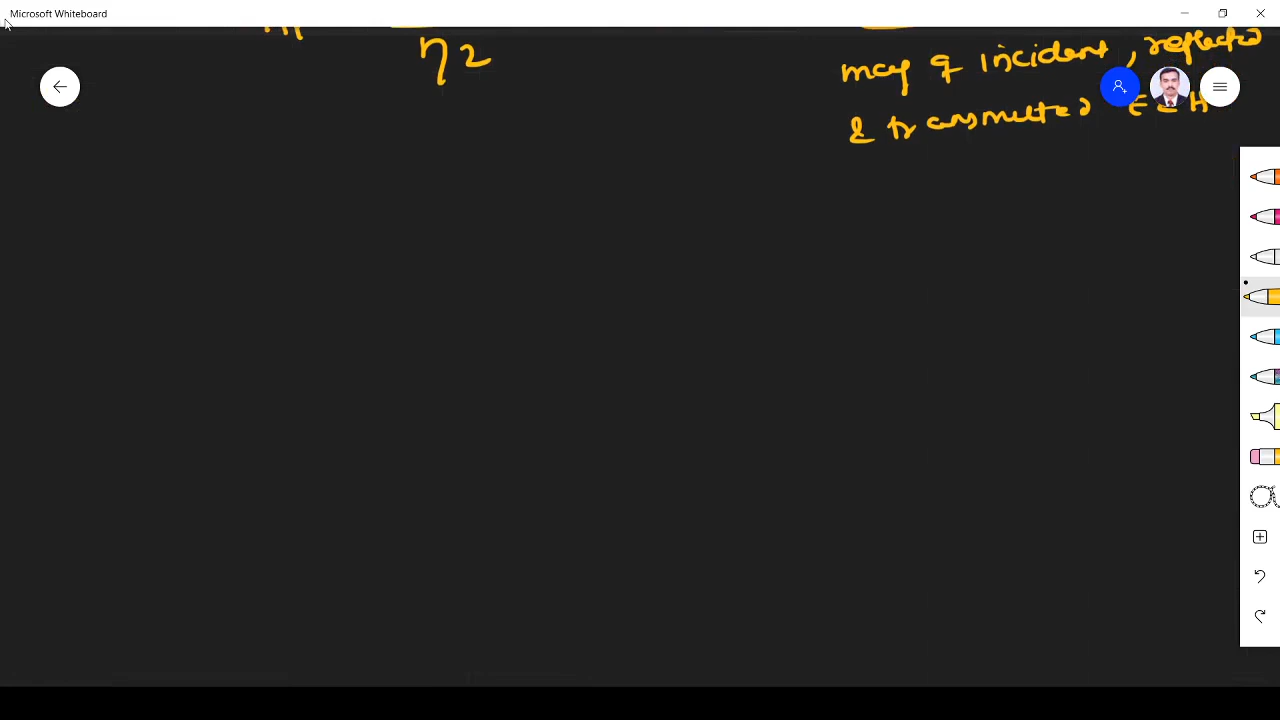 Microsoft Whiteboard
η2
mag of incident, reflected
& transmitted E & H